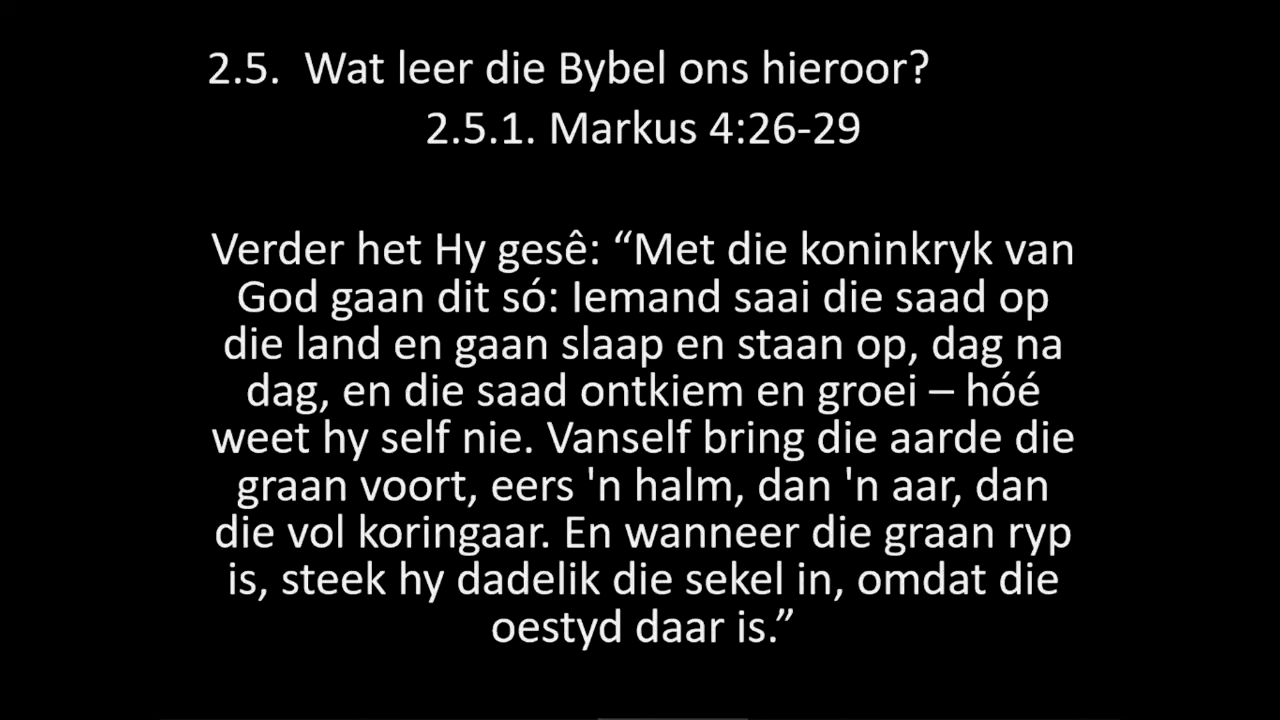 2.5.  Wat leer die Bybel ons hieroor?
2.5.1. Markus 4:26-29
Verder het Hy gesê: “Met die koninkryk van
God gaan dit só: Iemand saai die saad op
die land en gaan slaap en staan op, dag na
dag, en die saad ontkiem en groei – hóé
weet hy self nie. Vanself bring die aarde die
graan voort, eers 'n halm, dan 'n aar, dan
die vol koringaar. En wanneer die graan ryp
is, steek hy dadelik die sekel in, omdat die
oestyd daar is.”